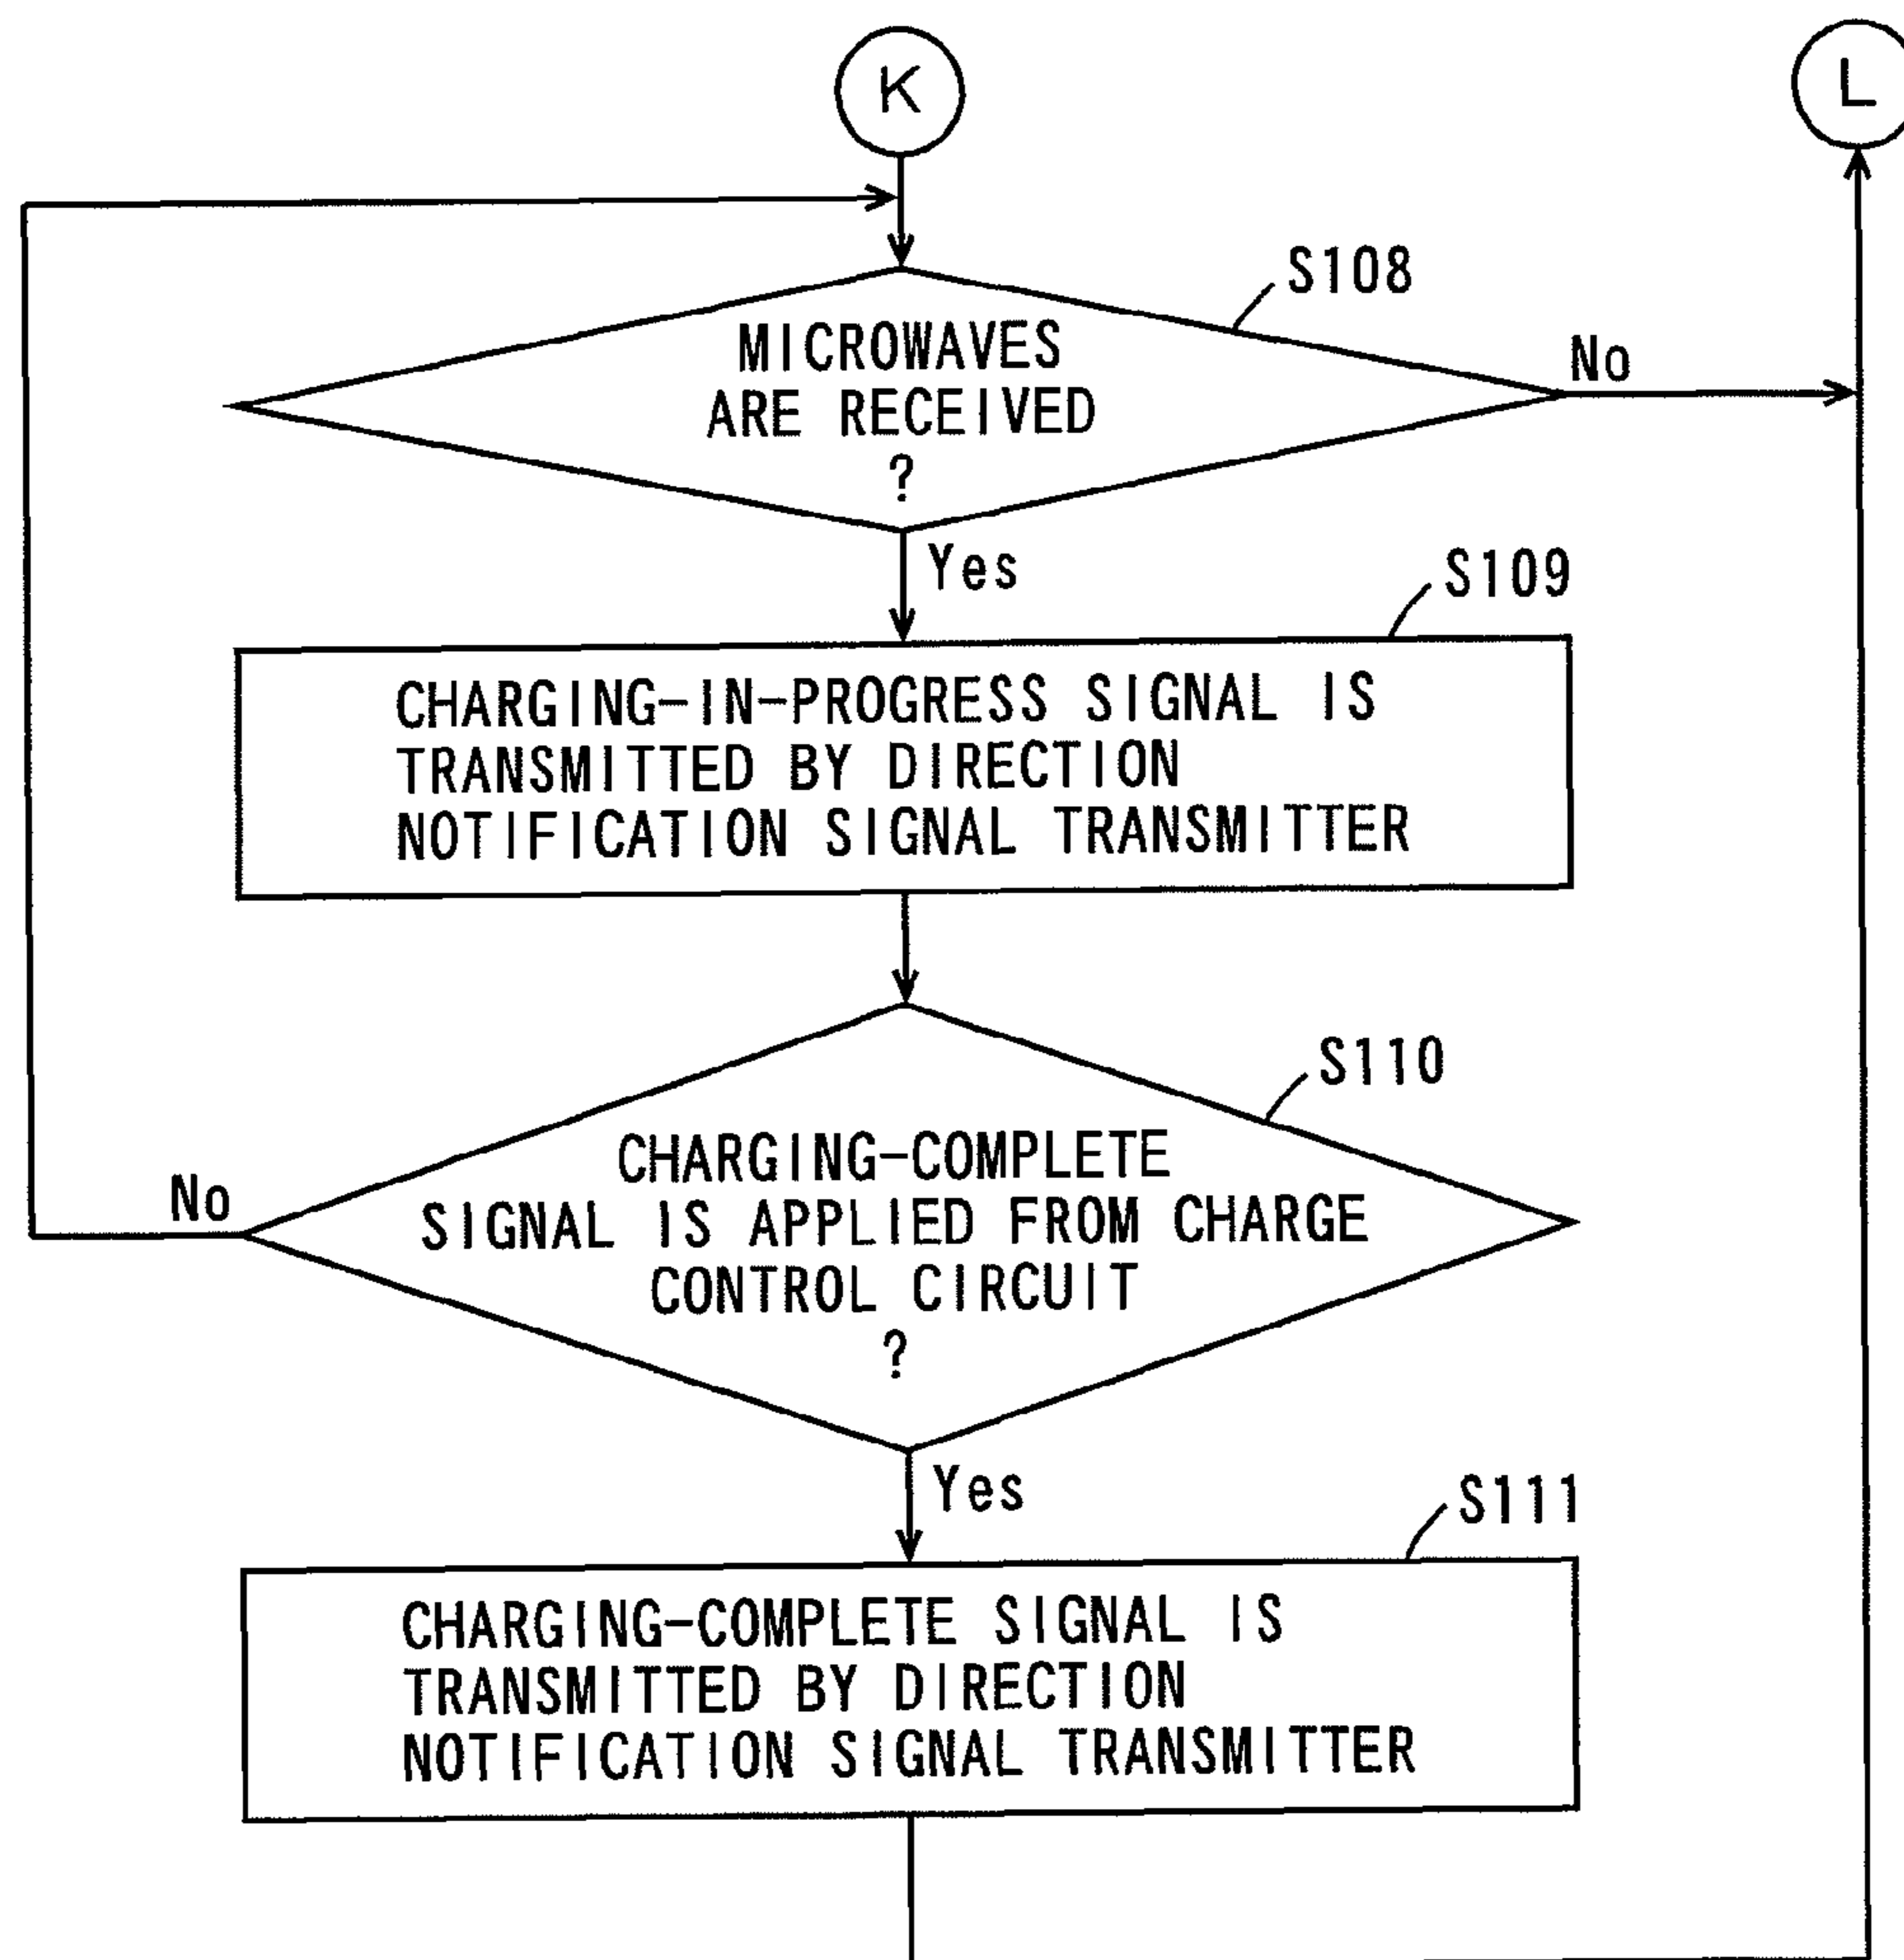 K
L
S108
MICROWAVES
ARE RECEIVED
?
No
Yes
S109
CHARGING-IN-PROGRESS SIGNAL IS
TRANSMITTED BY DIRECTION
NOTIFICATION SIGNAL TRANSMITTER
S110
CHARGING-COMPLETE
SIGNAL IS APPLIED FROM CHARGE
CONTROL CIRCUIT
?
No
Yes
S111
CHARGING-COMPLETE SIGNAL IS
TRANSMITTED BY DIRECTION
NOTIFICATION SIGNAL TRANSMITTER